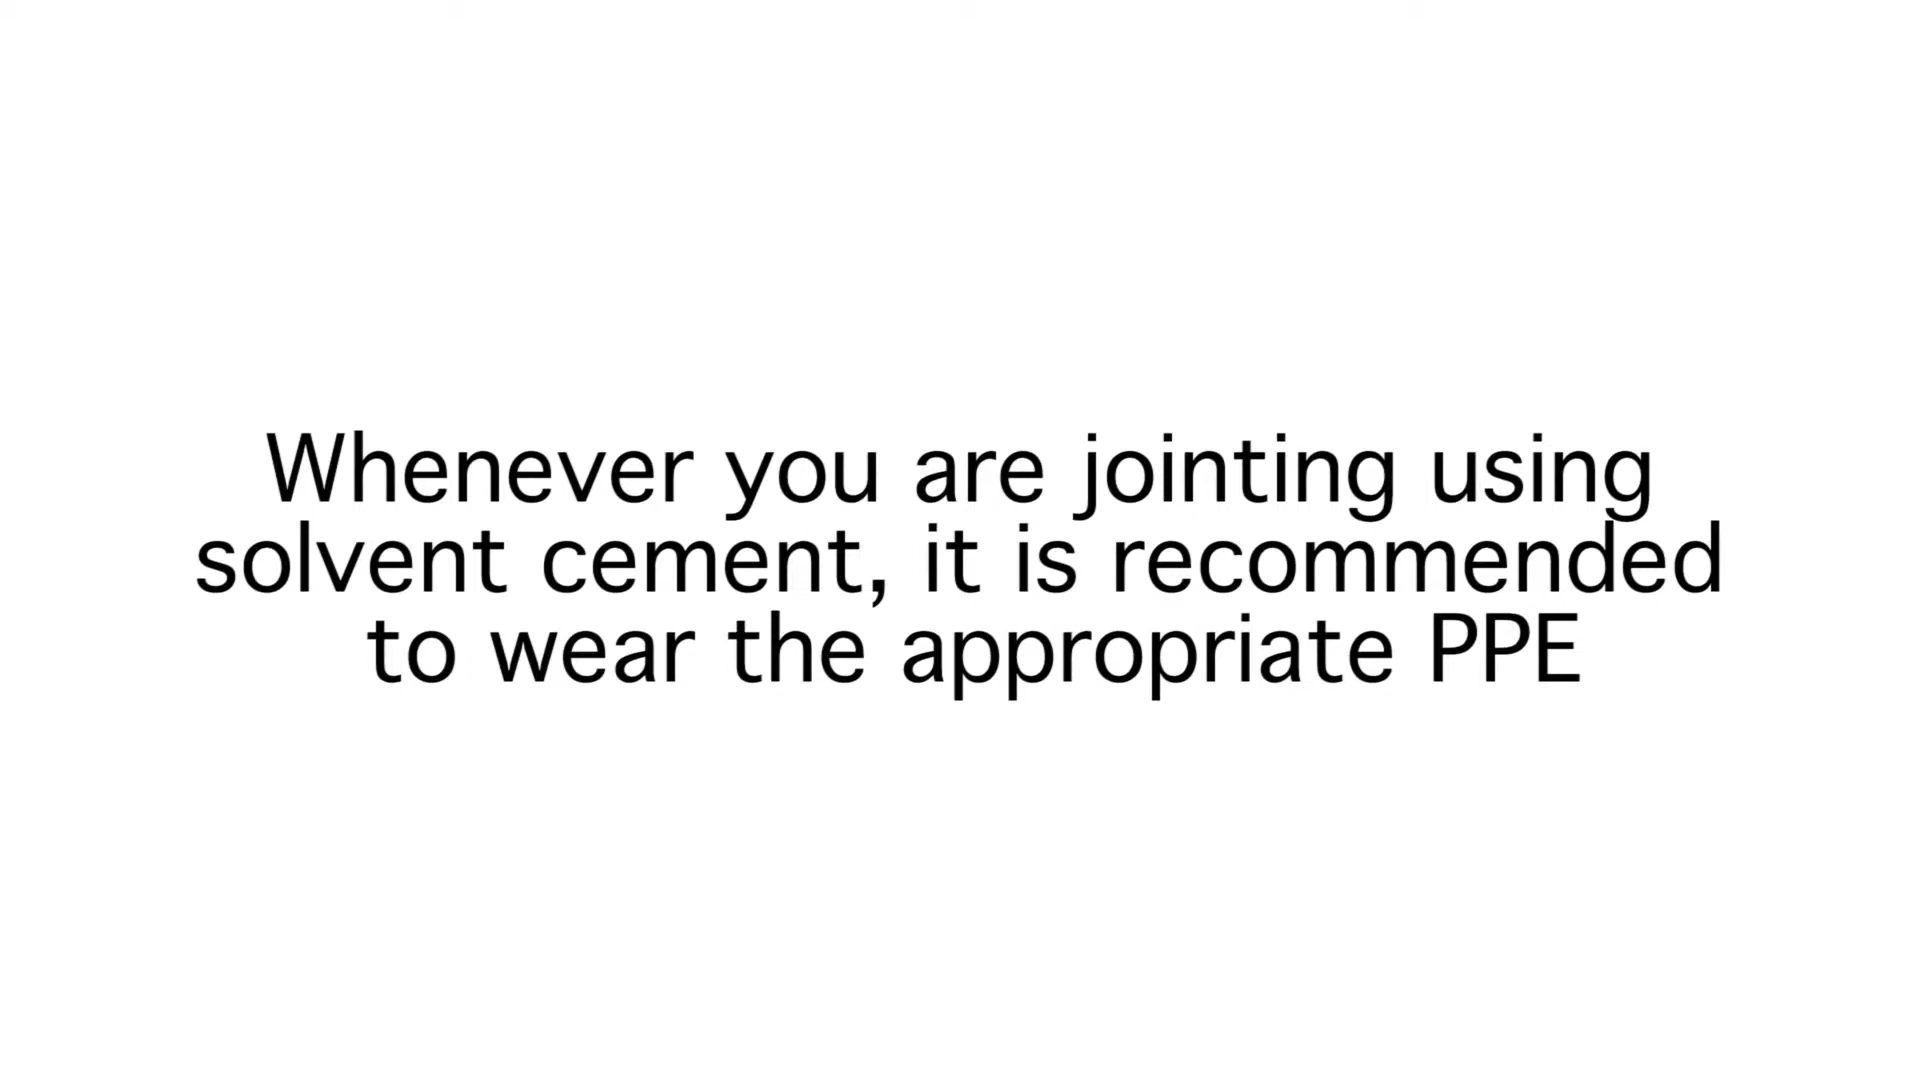 Whenever you are jointing using
solvent cement, it is recommended
to wear the appropriate PPE